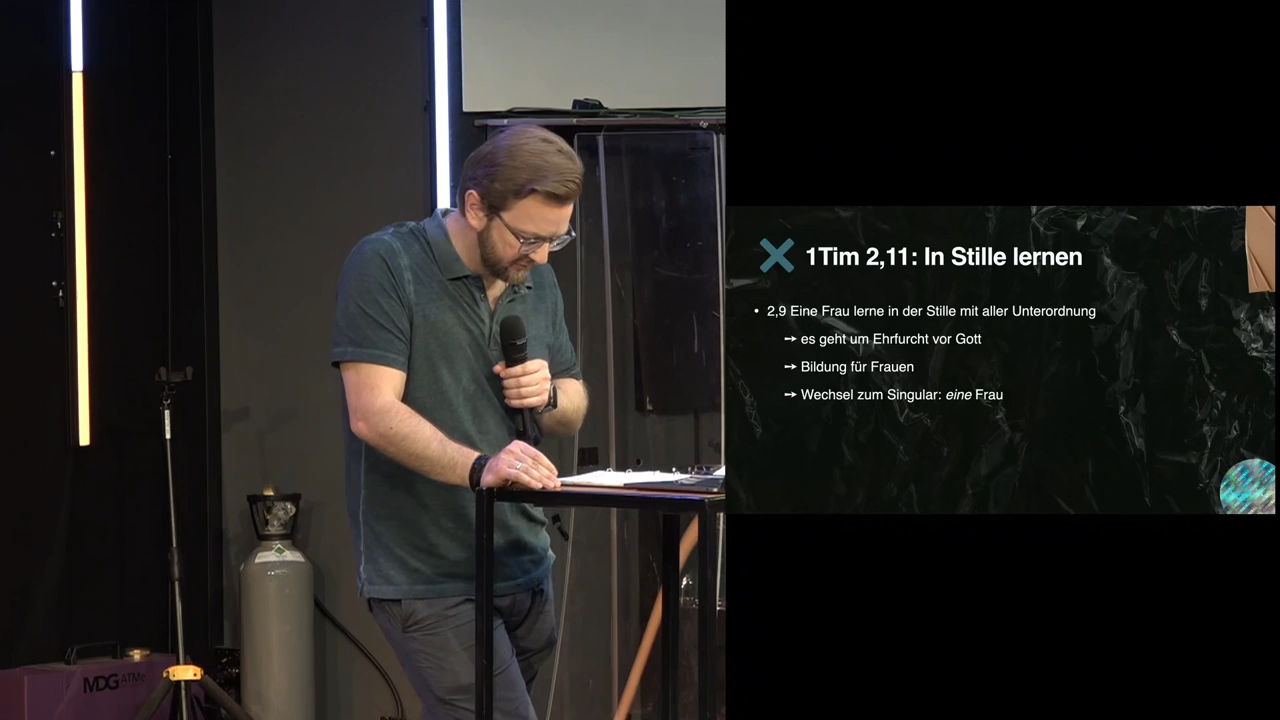 MDG ATMe
1Tim 2,11: In Stille lernen
• 2,9 Eine Frau lerne in der Stille mit aller Unterordnung
➙ es geht um Ehrfurcht vor Gott
➙ Bildung für Frauen
➙ Wechsel zum Singular: eine Frau